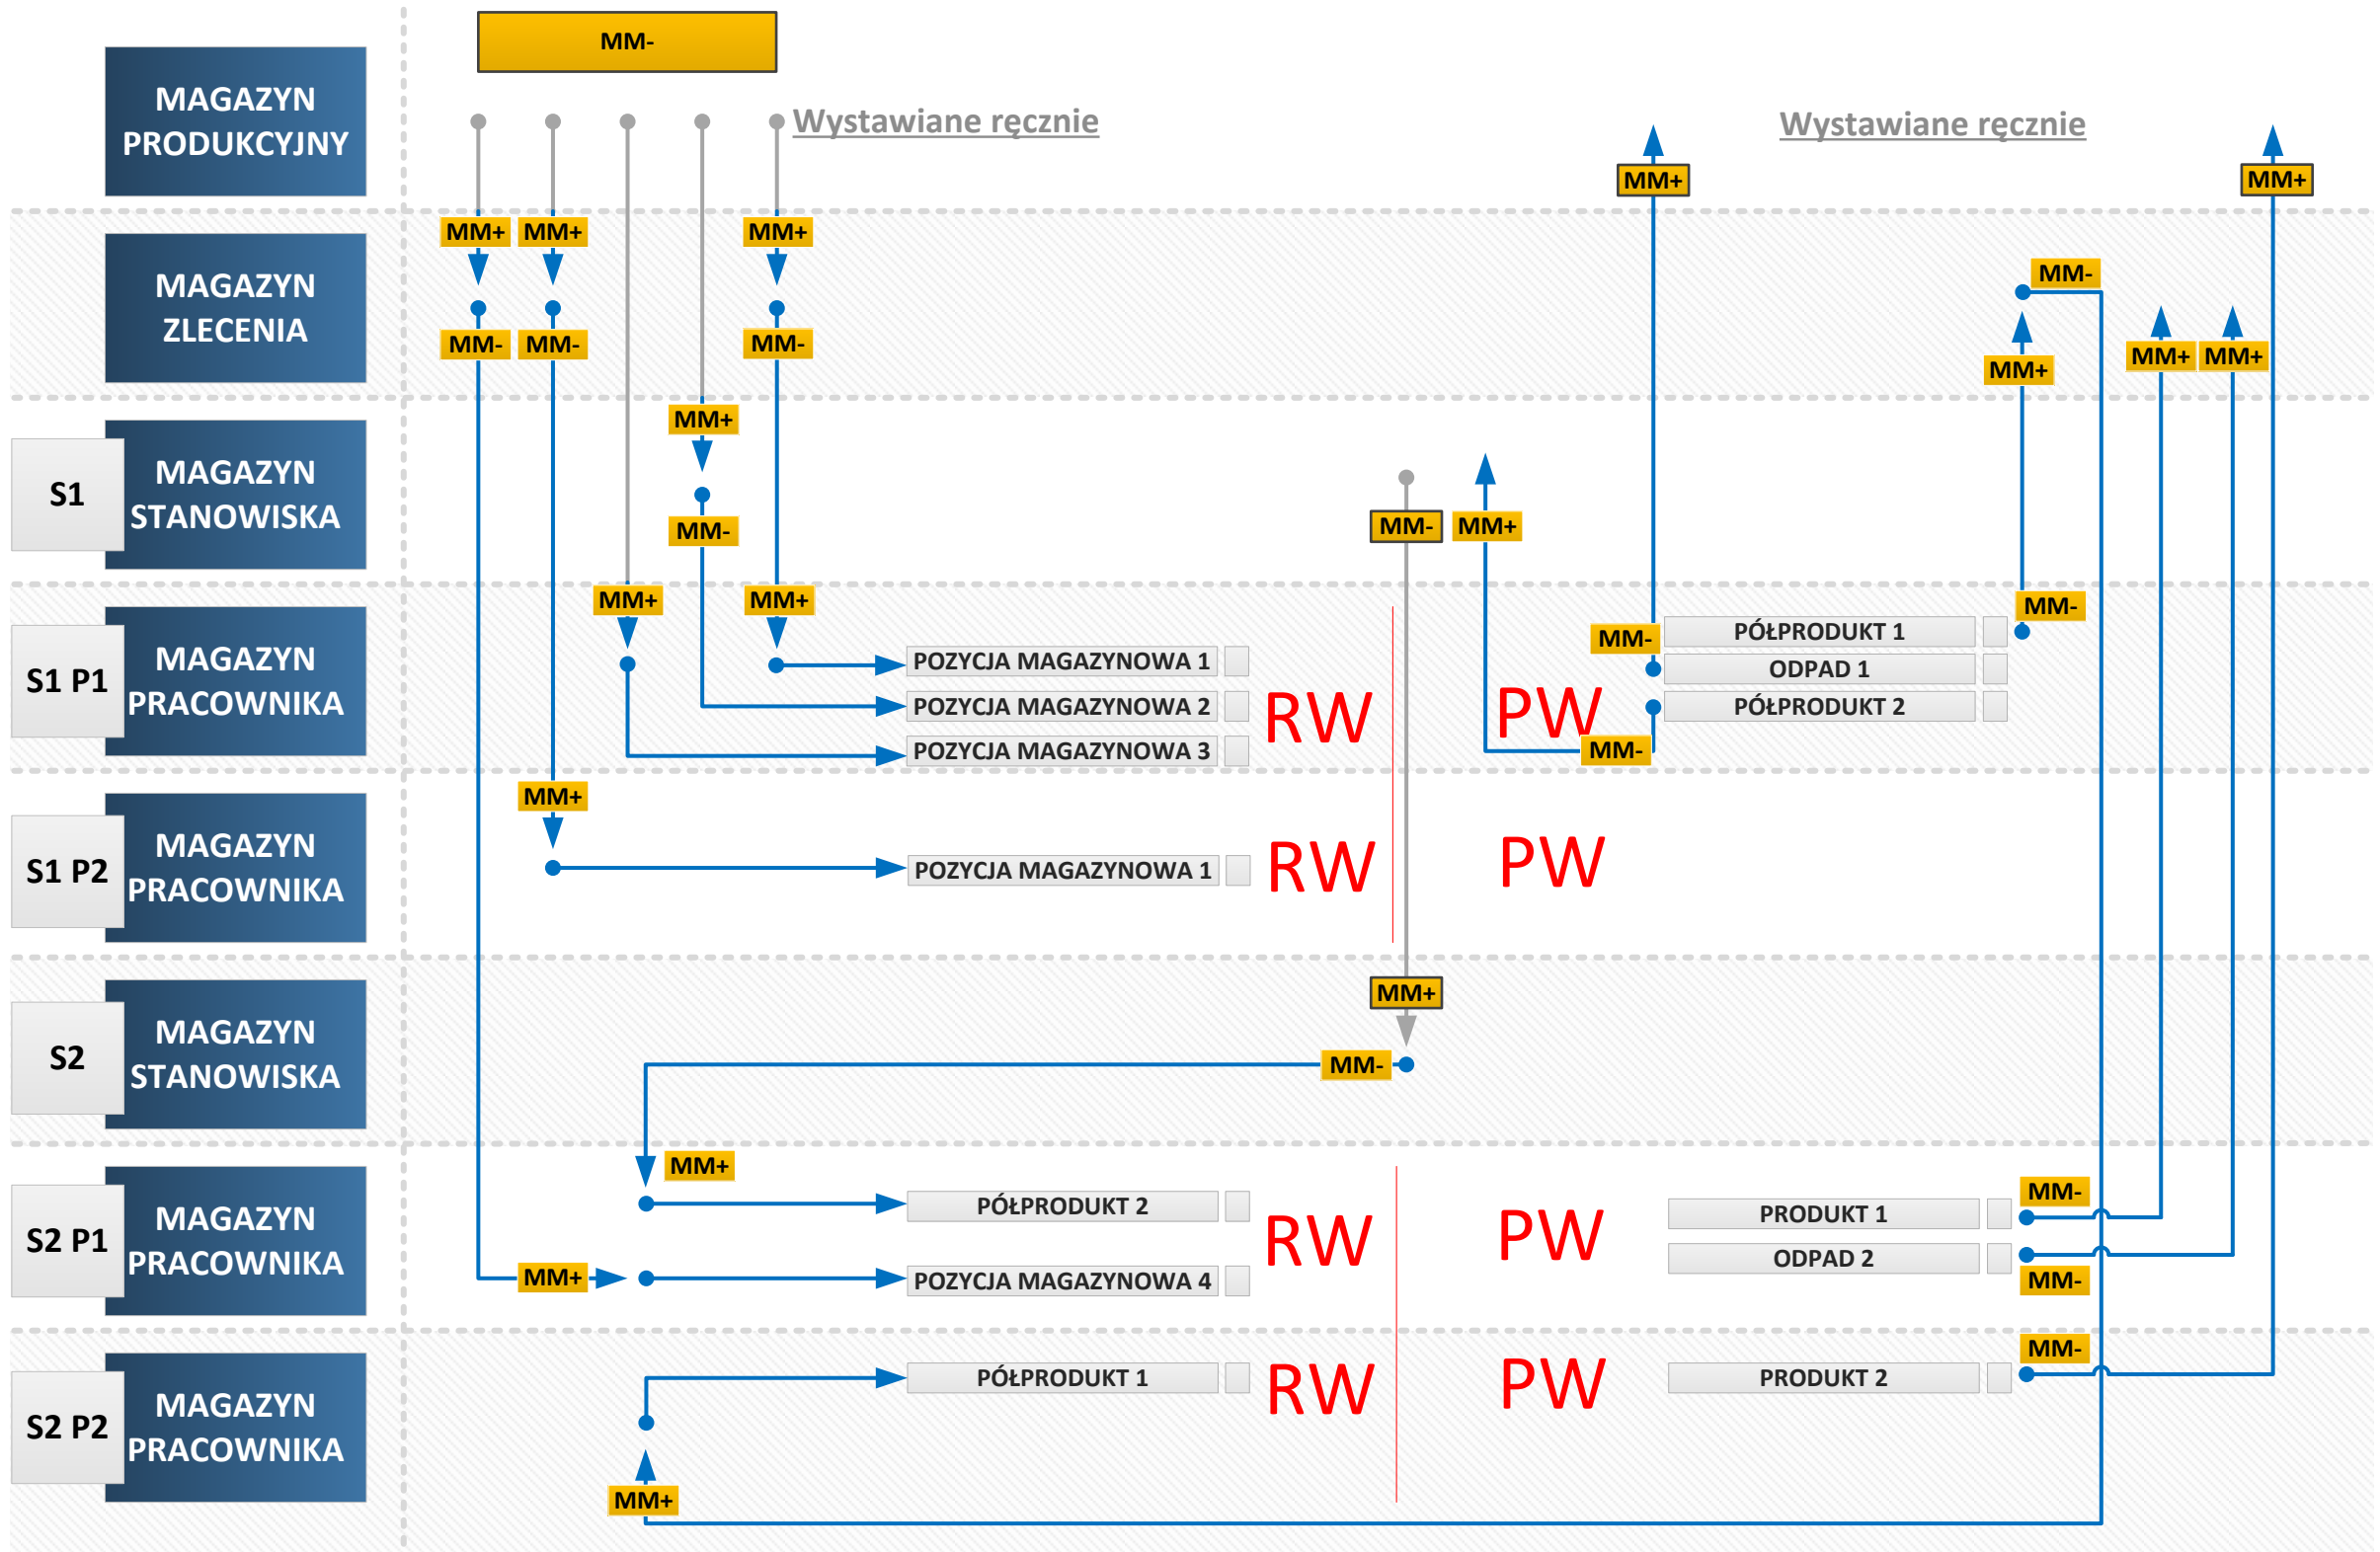 MM-
MAGAZYN
PRODUKCYJNY
Wystawiane ręcznie
Wystawiane ręcznie
MM+
MM+
MAGAZYN
ZLECENIA
MM+
MM+
MM+
MM-
MM-
MM-
MM-
MM+
MM+
MM+
S1
MAGAZYN
STANOWISKA
MM+
MM-
MM-
MM+
S1 P1
MAGAZYN
PRACOWNIKA
MM+
MM+
POZYCJA MAGAZYNOWA 1
POZYCJA MAGAZYNOWA 2
POZYCJA MAGAZYNOWA 3
RW
PW
MM-
MM-
PÓŁPRODUKT 1
ODPAD 1
PÓŁPRODUKT 2
MM-
S1 P2
MAGAZYN
PRACOWNIKA
MM+
POZYCJA MAGAZYNOWA 1
RW
PW
S2
MAGAZYN
STANOWISKA
MM+
MM-
S2 P1
MAGAZYN
PRACOWNIKA
MM+
PÓŁPRODUKT 2
MM+
POZYCJA MAGAZYNOWA 4
RW
PW
PRODUKT 1
ODPAD 2
MM-
MM-
S2 P2
MAGAZYN
PRACOWNIKA
PÓŁPRODUKT 1
MM+
RW
PW
PRODUKT 2
MM-